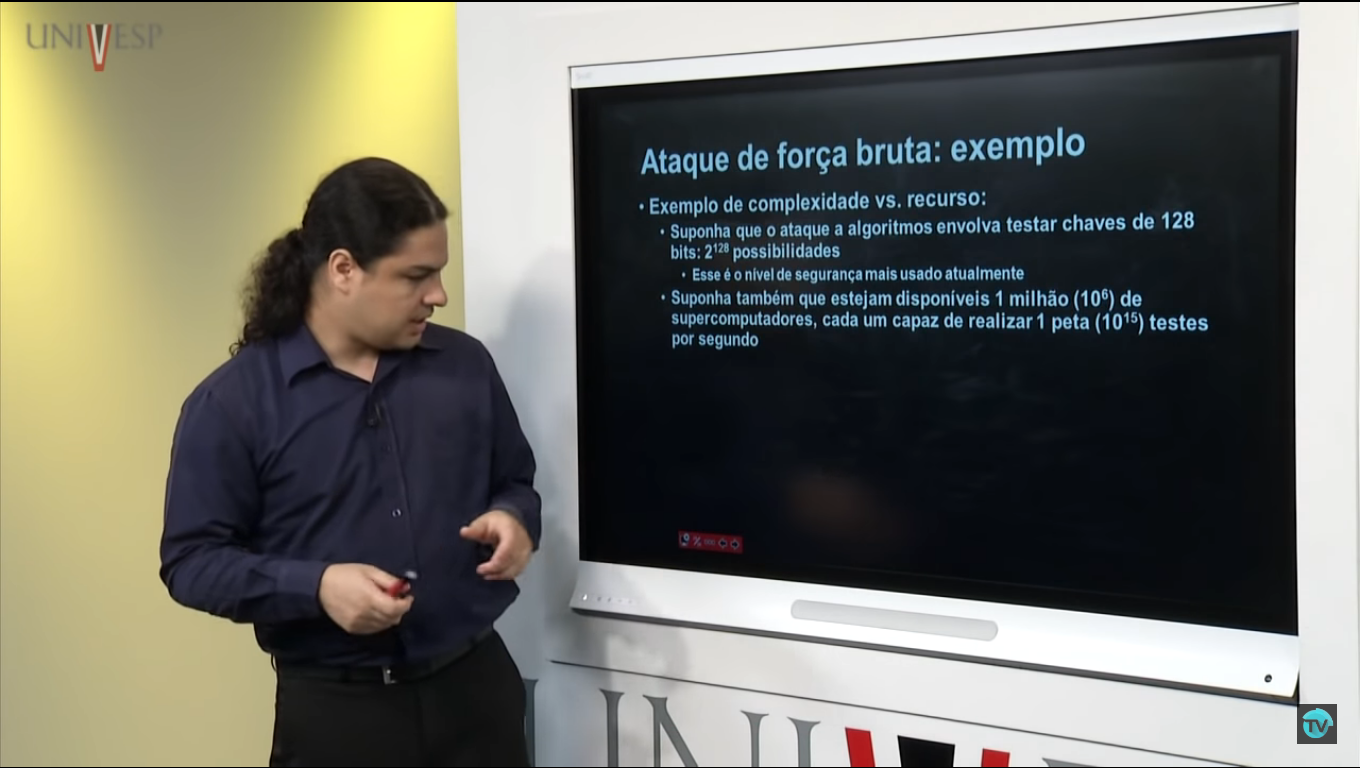 UNIVESP
Ataque de força bruta: exemplo
• Exemplo de complexidade vs. recurso:
• Suponha que o ataque a algoritmos envolva testar chaves de 128
bits: 2¹²⁸ possibilidades
• Esse é o nível de segurança mais usado atualmente
• Suponha também que estejam disponíveis 1 milhão (10⁶) de
supercomputadores, cada um capaz de realizar 1 peta (10¹⁵) testes
por segundo
UNIVE
TV